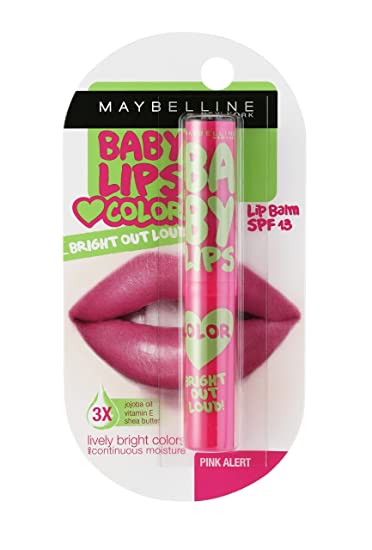 MAYBELLINE
NEW YORK
BABY
LIPS
COLOR
BRIGHT OUT LOUD!
BA
BY
LIPS
COLOR
BRIGHT
OUT
LOUD!
Lip Balm
SPF 13
3X
jojoba oil
vitamin E
shea butter
lively bright colors
continuous moisture
PINK ALERT